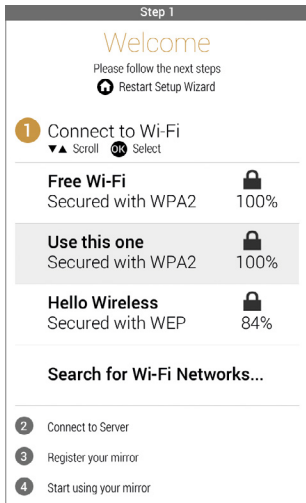 Step 1
Welcome
Please follow the next steps
Restart Setup Wizard
1 Connect to Wi-Fi
▼▲ Scroll OK Select
Free Wi-Fi
Secured with WPA2 100%
Use this one
Secured with WPA2 100%
Hello Wireless
Secured with WEP 84%
Search for Wi-Fi Networks...
2 Connect to Server
3 Register your mirror
4 Start using your mirror